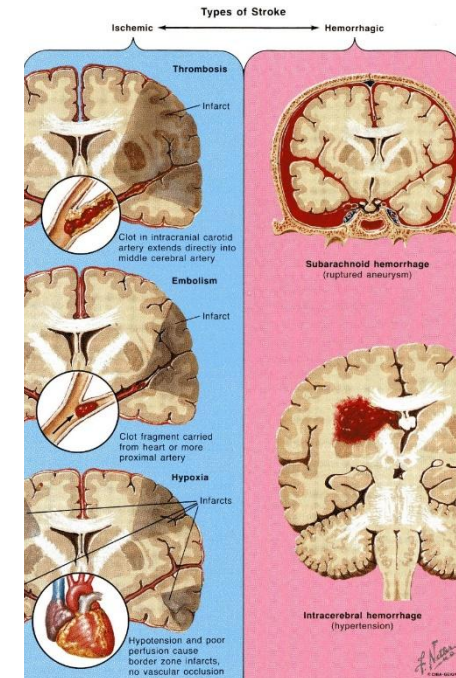 Types of Stroke
Ischemic
Hemorrhagic
Thrombosis
Infarct
Clot in intracranial carotid
artery extends directly into
middle cerebral artery
Embolism
Infarct
Clot fragment carried
from heart or more
proximal artery
Hypoxia
Infarcts
Hypotension and poor
perfusion cause
border zone infarcts,
no vascular occlusion
Subarachnoid hemorrhage
(ruptured aneurysm)
Intracerebral hemorrhage
(hypertension)
F. Netter
M.D.